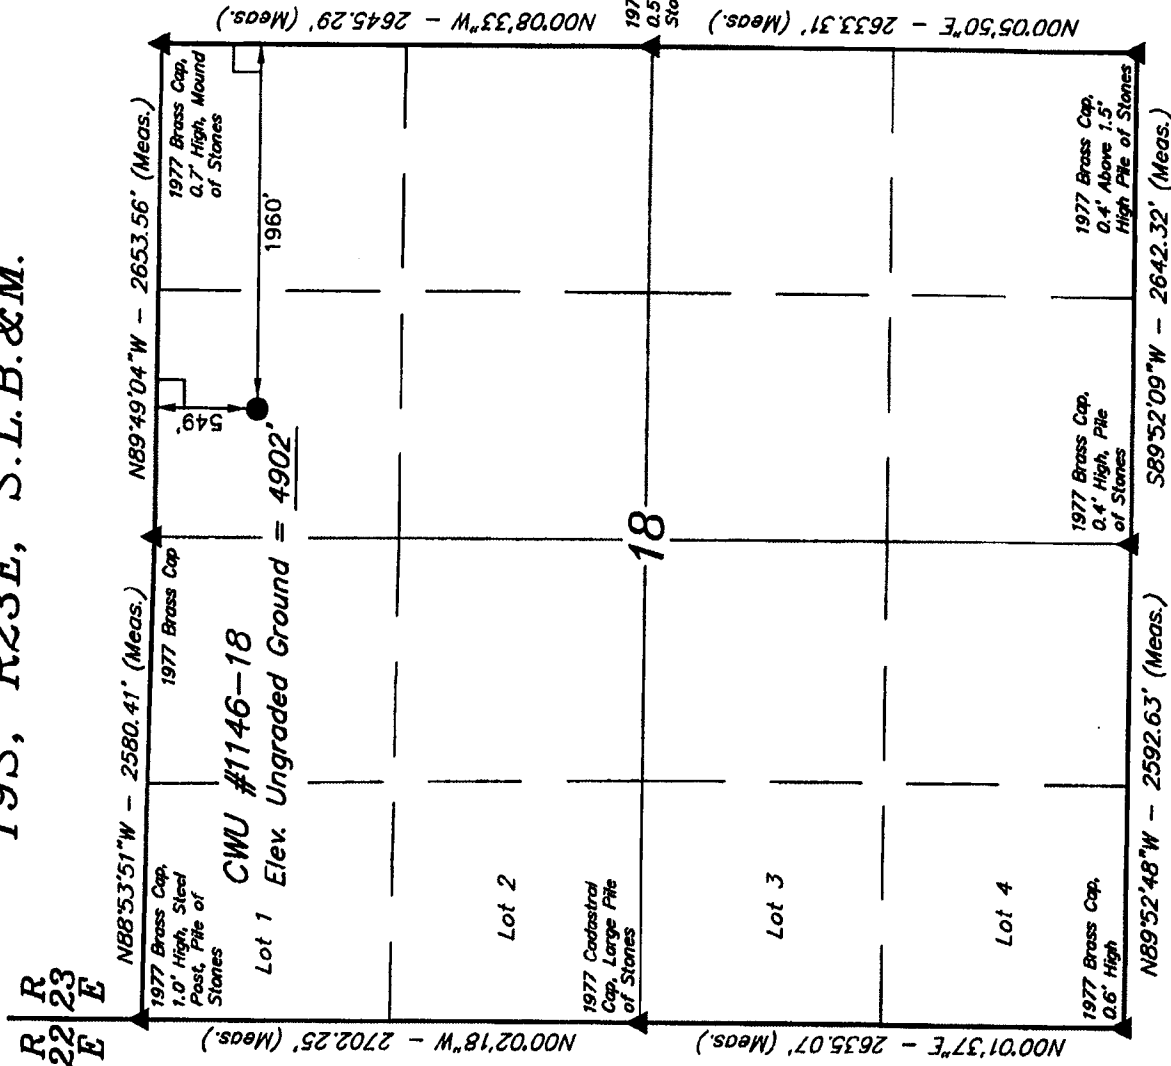 T9S, R23E, S.L.B.&M.
R R
22 23
E E
N88°53'51"W - 2580.41' (Meas.)
N89°49'04"W - 2653.56' (Meas.)
1977 Brass Cap,
1.0' High, Steel
Post, Pile of
Stones
1977 Brass Cap
1977 Brass Cap,
0.7' High, Mound
of Stones
549'
1960'
CWU #1146-18
Elev. Ungraded Ground = 4902'
Lot 1
N00°02'18"W - 2702.25' (Meas.)
N00°08'33"W - 2645.29' (Meas.)
Lot 2
1977 Cadastral
Cap, Large Pile
of Stones
18
197
0.5
Sto
Lot 3
N00°01'37"E - 2635.07' (Meas.)
N00°05'50"E - 2633.31' (Meas.)
Lot 4
1977 Brass Cap,
0.6' High
1977 Brass Cap,
0.4' High, Pile
of Stones
1977 Brass Cap,
0.4' Above 1.5'
High Pile of Stones
N89°52'48"W - 2592.63' (Meas.)
S89°52'09"W - 2642.32' (Meas.)